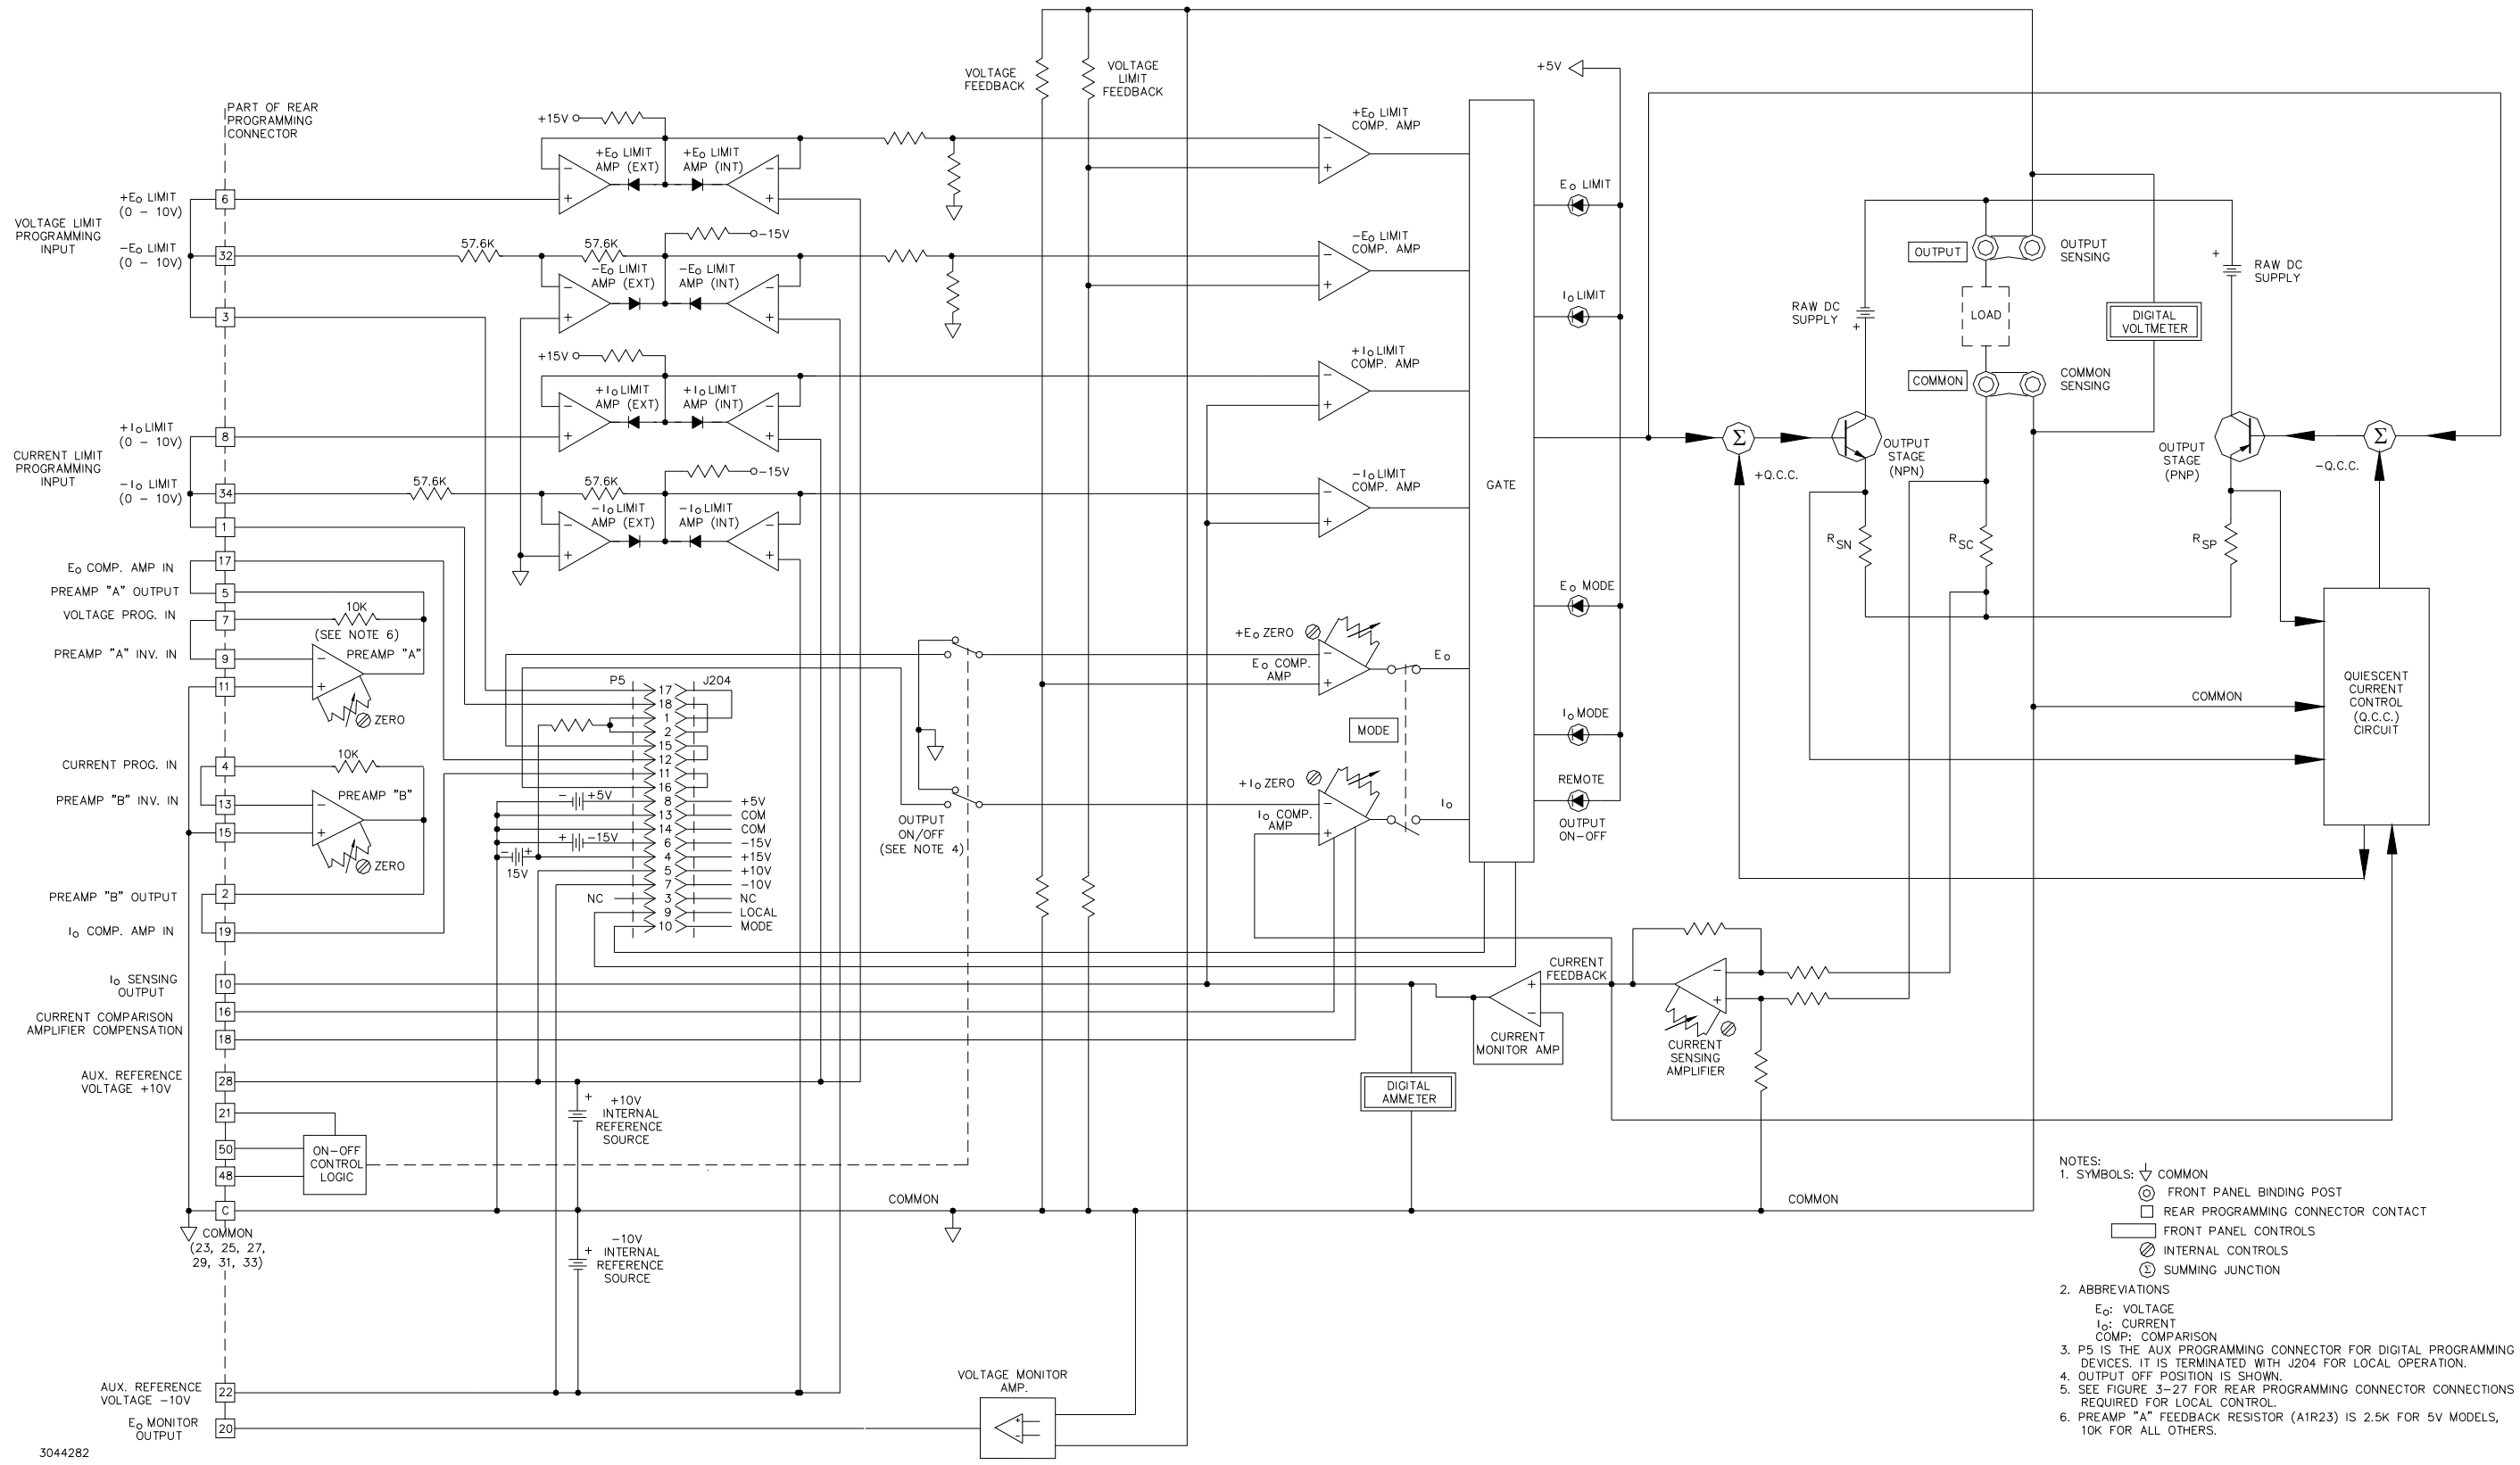 PART OF REAR
PROGRAMMING
CONNECTOR
VOLTAGE LIMIT
PROGRAMMING
INPUT
+Eo LIMIT
(0 – 10V)
6
–Eo LIMIT
(0 – 10V)
32
3
CURRENT LIMIT
PROGRAMMING
INPUT
+Io LIMIT
(0 – 10V)
8
–Io LIMIT
(0 – 10V)
34
1
17
Eo COMP. AMP IN
PREAMP "A" OUTPUT
5
VOLTAGE PROG. IN
7
PREAMP "A" INV. IN
9
11
10K
(SEE NOTE 6)
PREAMP "A"
–
+
ZERO
CURRENT PROG. IN
4
10K
PREAMP "B" INV. IN
13
PREAMP "B"
–
+
15
ZERO
PREAMP "B" OUTPUT
2
Io COMP. AMP IN
19
Io SENSING
OUTPUT
10
CURRENT COMPARISON
AMPLIFIER COMPENSATION
16
18
AUX. REFERENCE
VOLTAGE +10V
28
21
50
48
ON–OFF
CONTROL
LOGIC
C
COMMON
(23, 25, 27,
29, 31, 33)
AUX. REFERENCE
VOLTAGE –10V
22
Eo MONITOR
OUTPUT
20
3044282
+15V
+Eo LIMIT
AMP (EXT)
+Eo LIMIT
AMP (INT)
–
+
–
+
57.6K
57.6K
–15V
–Eo LIMIT
AMP (EXT)
–Eo LIMIT
AMP (INT)
–
+
–
+
+15V
+Io LIMIT
AMP (EXT)
+Io LIMIT
AMP (INT)
–
+
–
+
57.6K
57.6K
–15V
–Io LIMIT
AMP (EXT)
–Io LIMIT
AMP (INT)
–
+
–
+
P5
J204
17
18
1
2
15
12
11
16
– +5V 8 +5V
13 COM
14 COM
+ –15V 6 –15V
– + 4 +15V
15V
5 +10V
7 –10V
NC 3 NC
9 LOCAL
10 MODE
+
+10V
INTERNAL
REFERENCE
SOURCE
+
–10V
INTERNAL
REFERENCE
SOURCE
OUTPUT
ON/OFF
(SEE NOTE 4)
COMMON
VOLTAGE MONITOR
AMP.
+
–
VOLTAGE
FEEDBACK
VOLTAGE
LIMIT
FEEDBACK
+Eo LIMIT
COMP. AMP
–
+
–Eo LIMIT
COMP. AMP
–
+
+Io LIMIT
COMP. AMP
–
+
–Io LIMIT
COMP. AMP
–
+
+Eo ZERO
Eo COMP.
AMP
–
+
Eo
MODE
+Io ZERO
Io COMP.
AMP
–
+
Io
GATE
+5V
Eo LIMIT
Io LIMIT
Eo MODE
Io MODE
REMOTE
OUTPUT
ON–OFF
CURRENT
FEEDBACK
+
–
CURRENT
MONITOR AMP
DIGITAL
AMMETER
–
+
CURRENT
SENSING
AMPLIFIER
COMMON
Σ
+Q.C.C.
RAW DC
SUPPLY
+
OUTPUT
STAGE
(NPN)
RSN
OUTPUT
OUTPUT
SENSING
LOAD
COMMON
COMMON
SENSING
RSC
DIGITAL
VOLTMETER
+
RAW DC
SUPPLY
OUTPUT
STAGE
(PNP)
RSP
Σ
–Q.C.C.
COMMON
QUIESCENT
CURRENT
CONTROL
(Q.C.C.)
CIRCUIT
NOTES:
1. SYMBOLS: COMMON
FRONT PANEL BINDING POST
REAR PROGRAMMING CONNECTOR CONTACT
FRONT PANEL CONTROLS
INTERNAL CONTROLS
Σ SUMMING JUNCTION
2. ABBREVIATIONS
Eo: VOLTAGE
Io: CURRENT
COMP: COMPARISON
3. P5 IS THE AUX PROGRAMMING CONNECTOR FOR DIGITAL PROGRAMMING
DEVICES. IT IS TERMINATED WITH J204 FOR LOCAL OPERATION.
4. OUTPUT OFF POSITION IS SHOWN.
5. SEE FIGURE 3–27 FOR REAR PROGRAMMING CONNECTOR CONNECTIONS
REQUIRED FOR LOCAL CONTROL.
6. PREAMP "A" FEEDBACK RESISTOR (A1R23) IS 2.5K FOR 5V MODELS,
10K FOR ALL OTHERS.